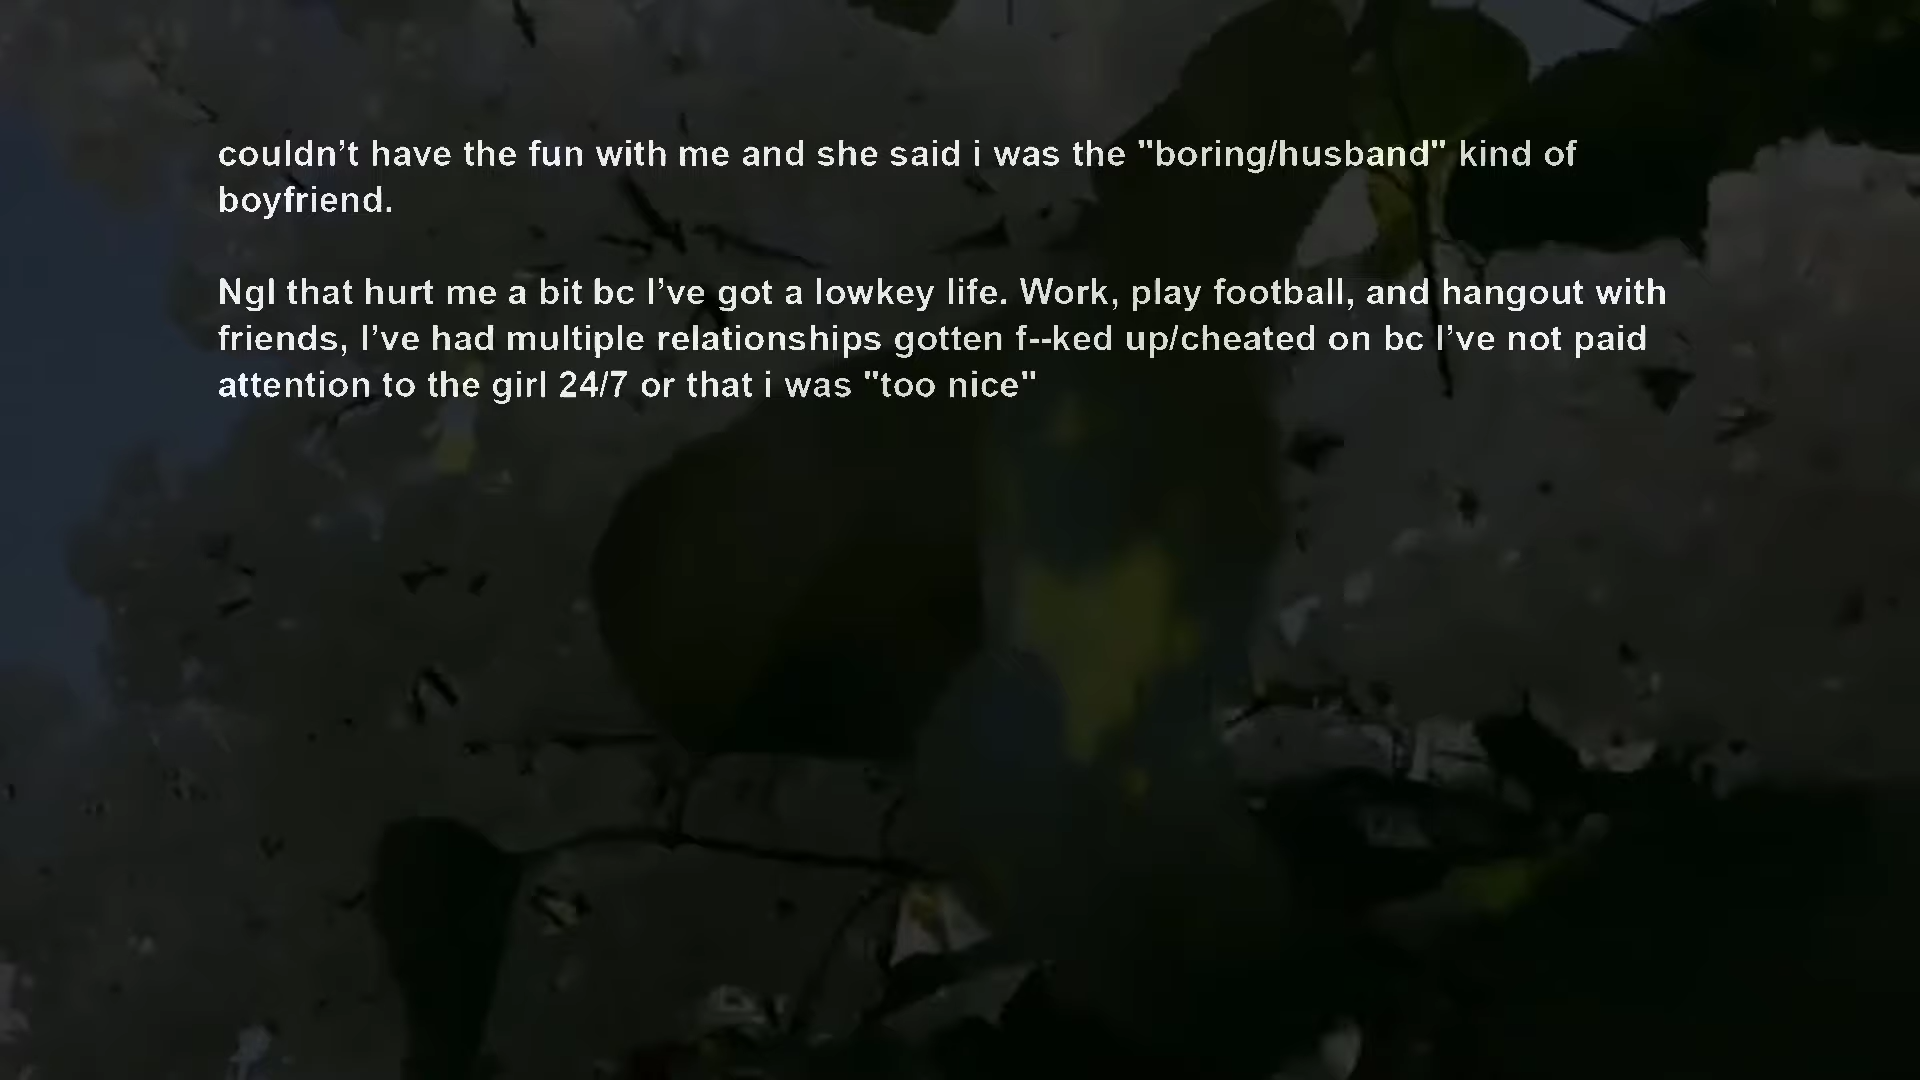 couldn’t have the fun with me and she said i was the "boring/husband" kind of
boyfriend.
Ngl that hurt me a bit bc I’ve got a lowkey life. Work, play football, and hangout with
friends, I’ve had multiple relationships gotten f--ked up/cheated on bc I’ve not paid
attention to the girl 24/7 or that i was "too nice"